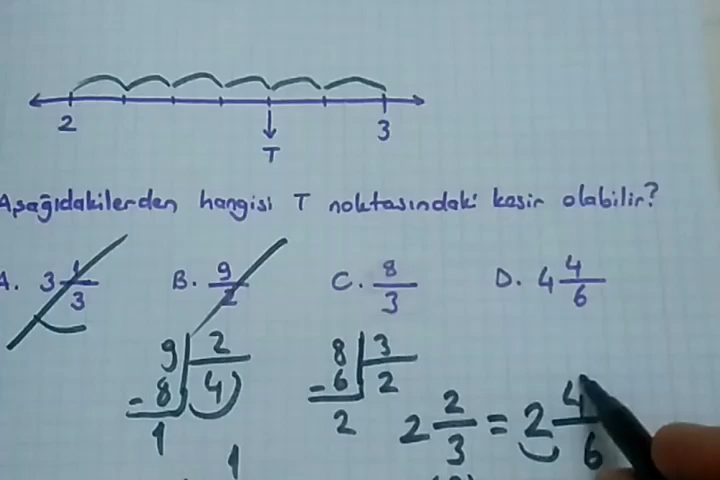 2 3
T
Aşağıdakilerden hangisi T noktasındaki kesir olabilir?
A. 3 1/3 B. 9/2 C. 8/3 D. 4 4/6
9 2 8 3
-8 4 -6 2
1 2 2 2/3 = 2 4/6
1